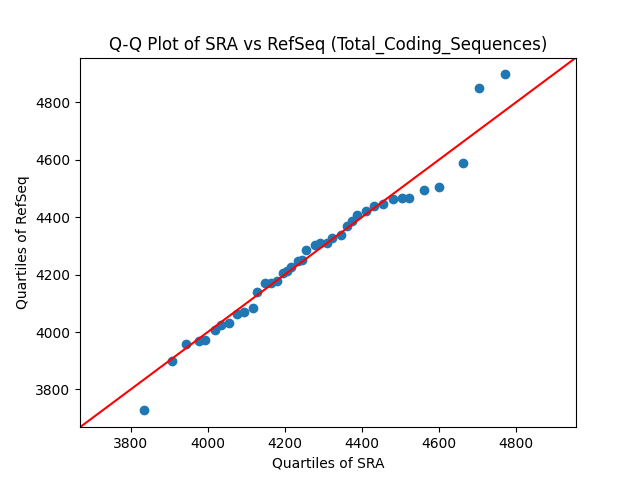 Q-Q Plot of SRA vs RefSeq (Total_Coding_Sequences)
4800
4600
4400
4200
4000
3800
Quartiles of RefSeq
3800 4000 4200 4400 4600 4800
Quartiles of SRA